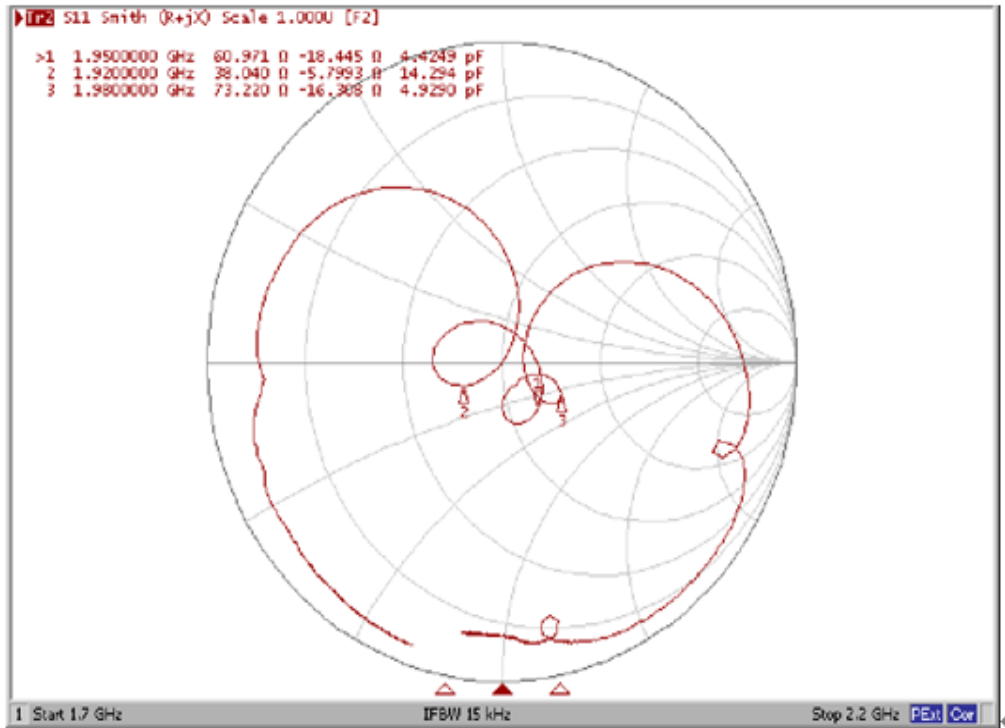 Tr2 S11 Smith (R+jX) Scale 1.000U [F2]
>1 1.9500000 GHz 60.971 Ω -18.445 Ω 4.4249 pF
2 1.9200000 GHz 38.040 Ω -5.7993 Ω 14.294 pF
3 1.9800000 GHz 73.220 Ω -16.308 Ω 4.9290 pF
2
3
1 Start 1.7 GHz IFBW 15 kHz Stop 2.2 GHz PExt Cor